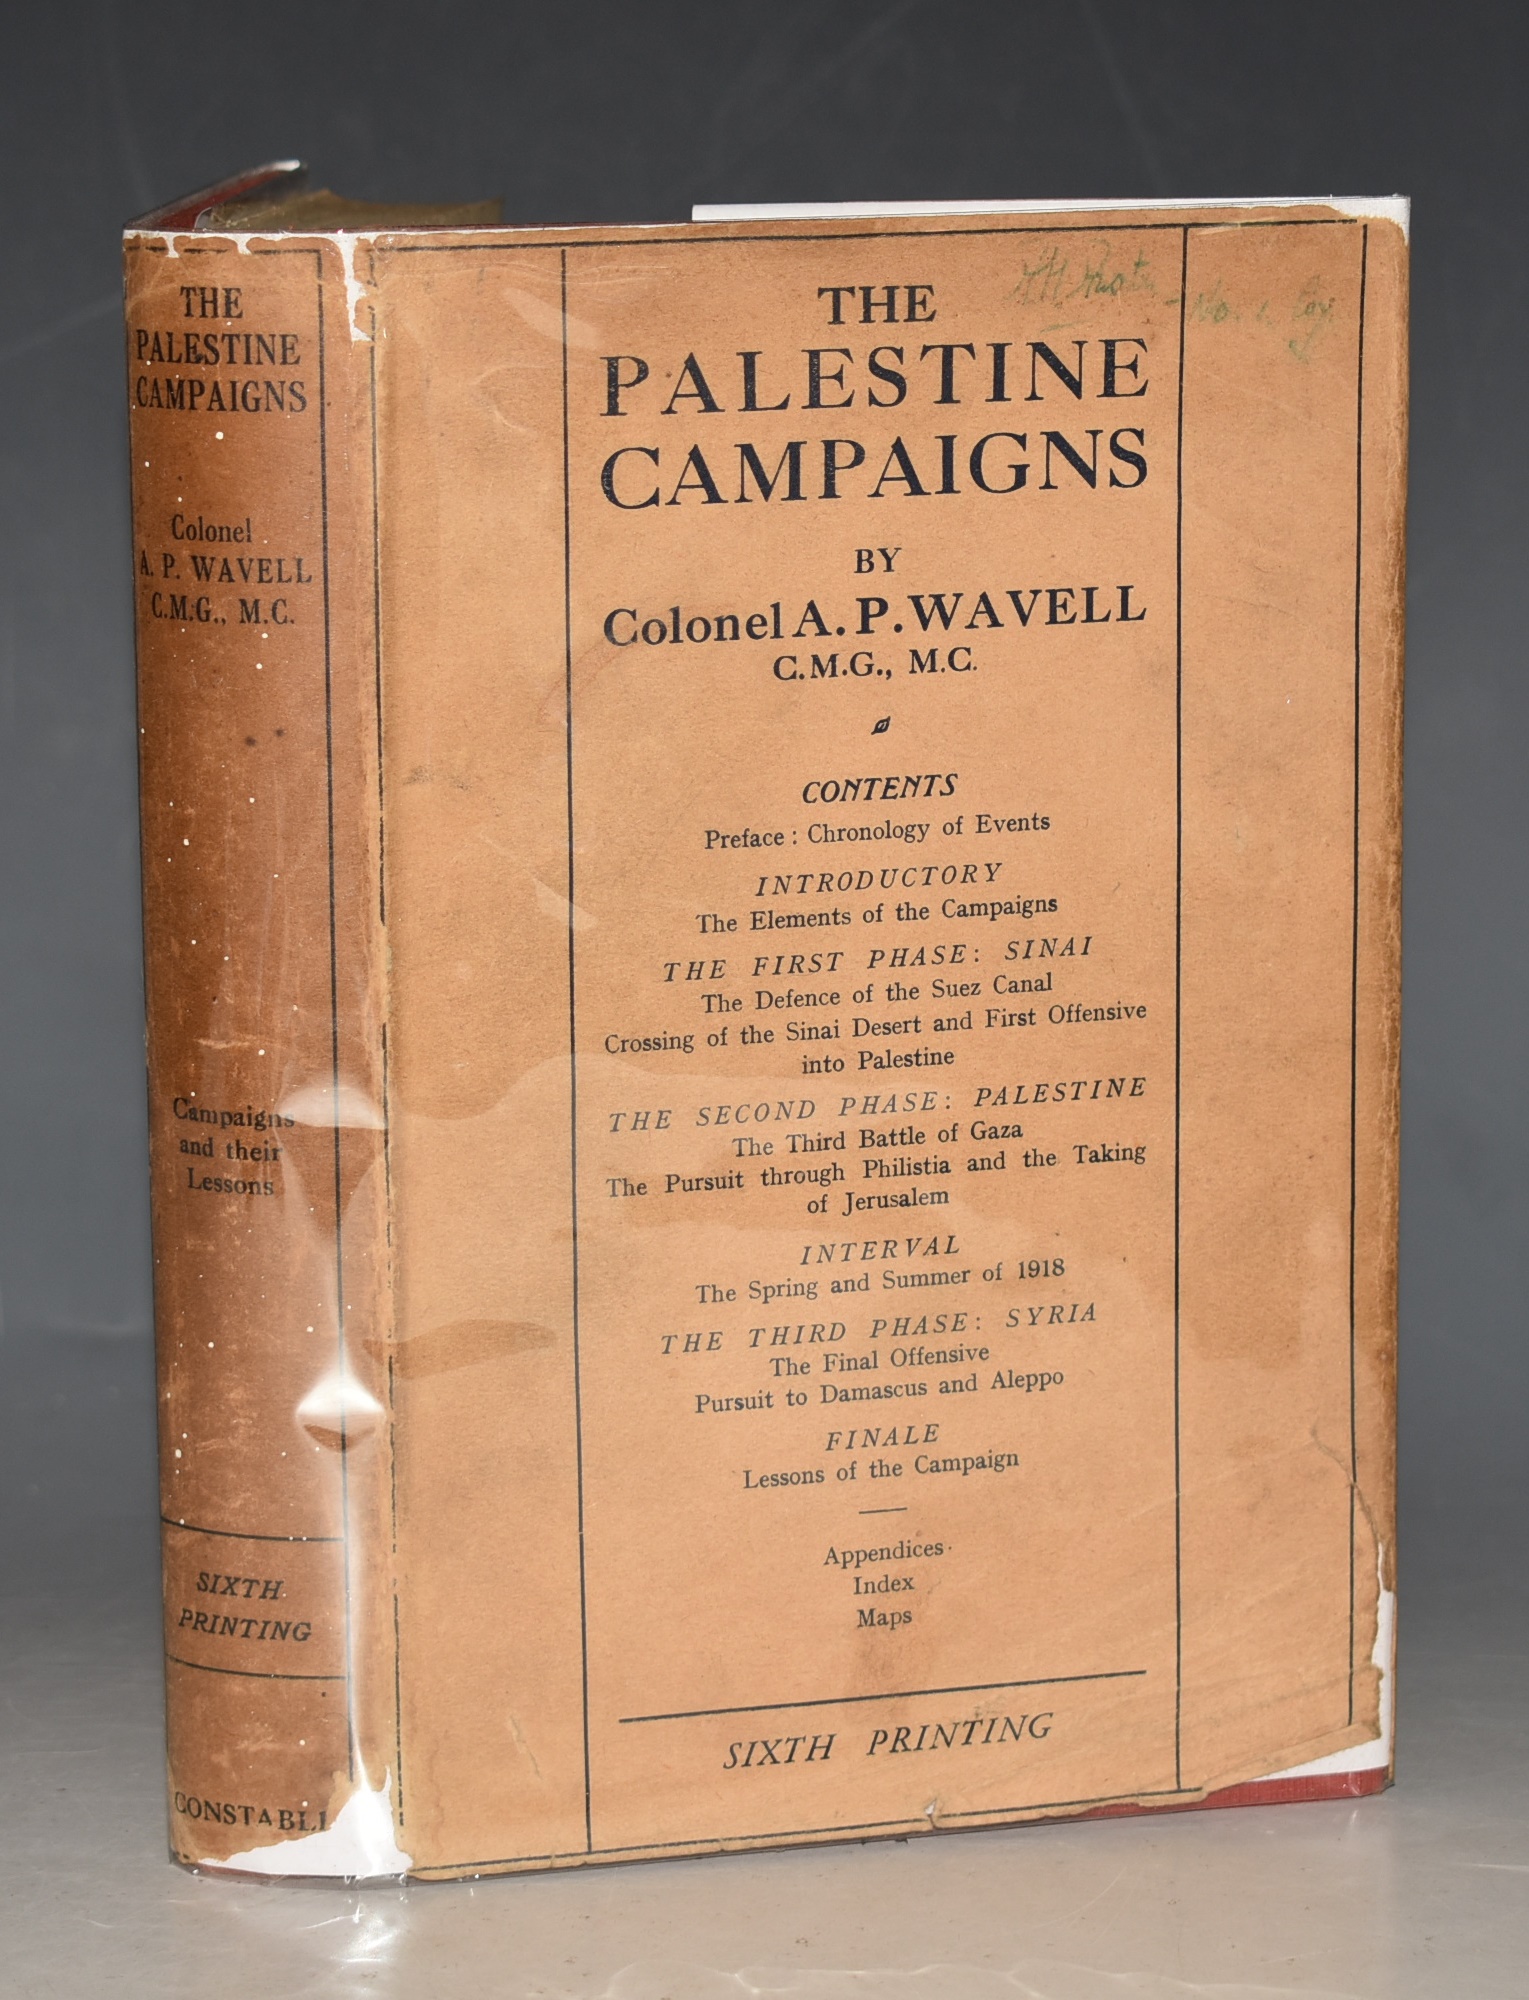 THE
PALESTINE
CAMPAIGNS
Colonel
A. P. WAVELL
C.M.G., M.C.
Campaigns
and their
Lessons
SIXTH
PRINTING
CONSTABL
THE
PALESTINE
CAMPAIGNS
BY
Colonel A. P. WAVELL
C.M.G., M.C.
CONTENTS
Preface : Chronology of Events
INTRODUCTORY
The Elements of the Campaigns
THE FIRST PHASE: SINAI
The Defence of the Suez Canal
Crossing of the Sinai Desert and First Offensive
into Palestine
THE SECOND PHASE: PALESTINE
The Third Battle of Gaza
The Pursuit through Philistia and the Taking
of Jerusalem
INTERVAL
The Spring and Summer of 1918
THE THIRD PHASE: SYRIA
The Final Offensive
Pursuit to Damascus and Aleppo
FINALE
Lessons of the Campaign
Appendices
Index
Maps
SIXTH PRINTING